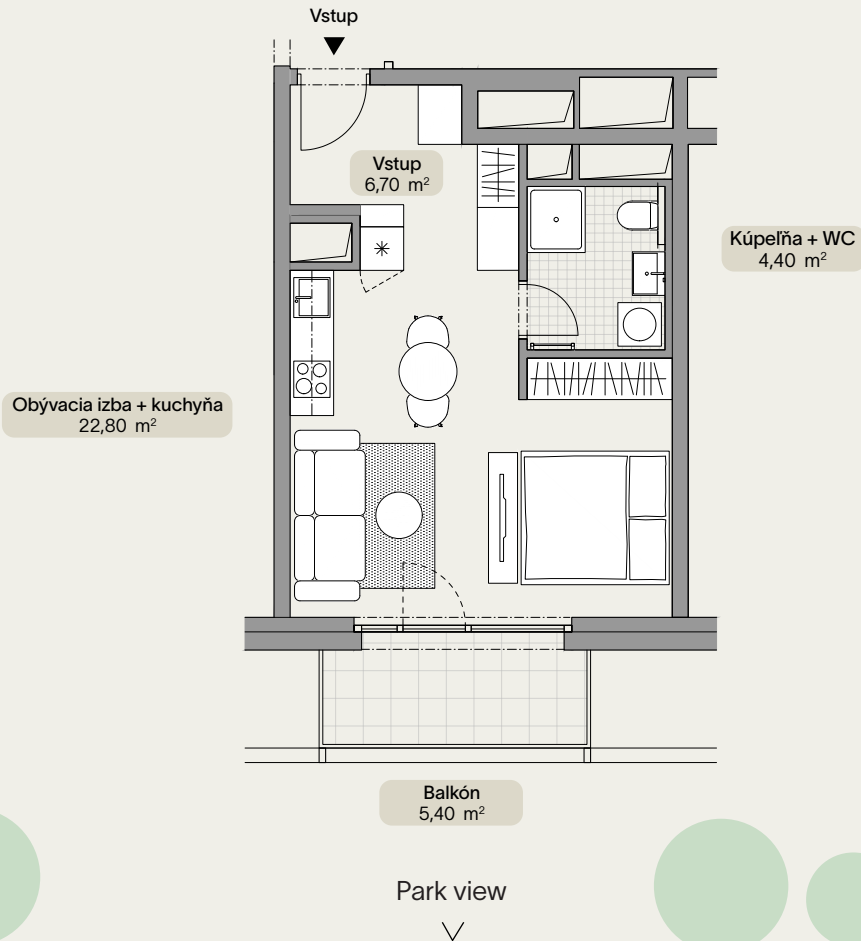 Vstup
Vstup
6,70 m²
Kúpeľňa + WC
4,40 m²
Obývacia izba + kuchyňa
22,80 m²
Balkón
5,40 m²
Park view